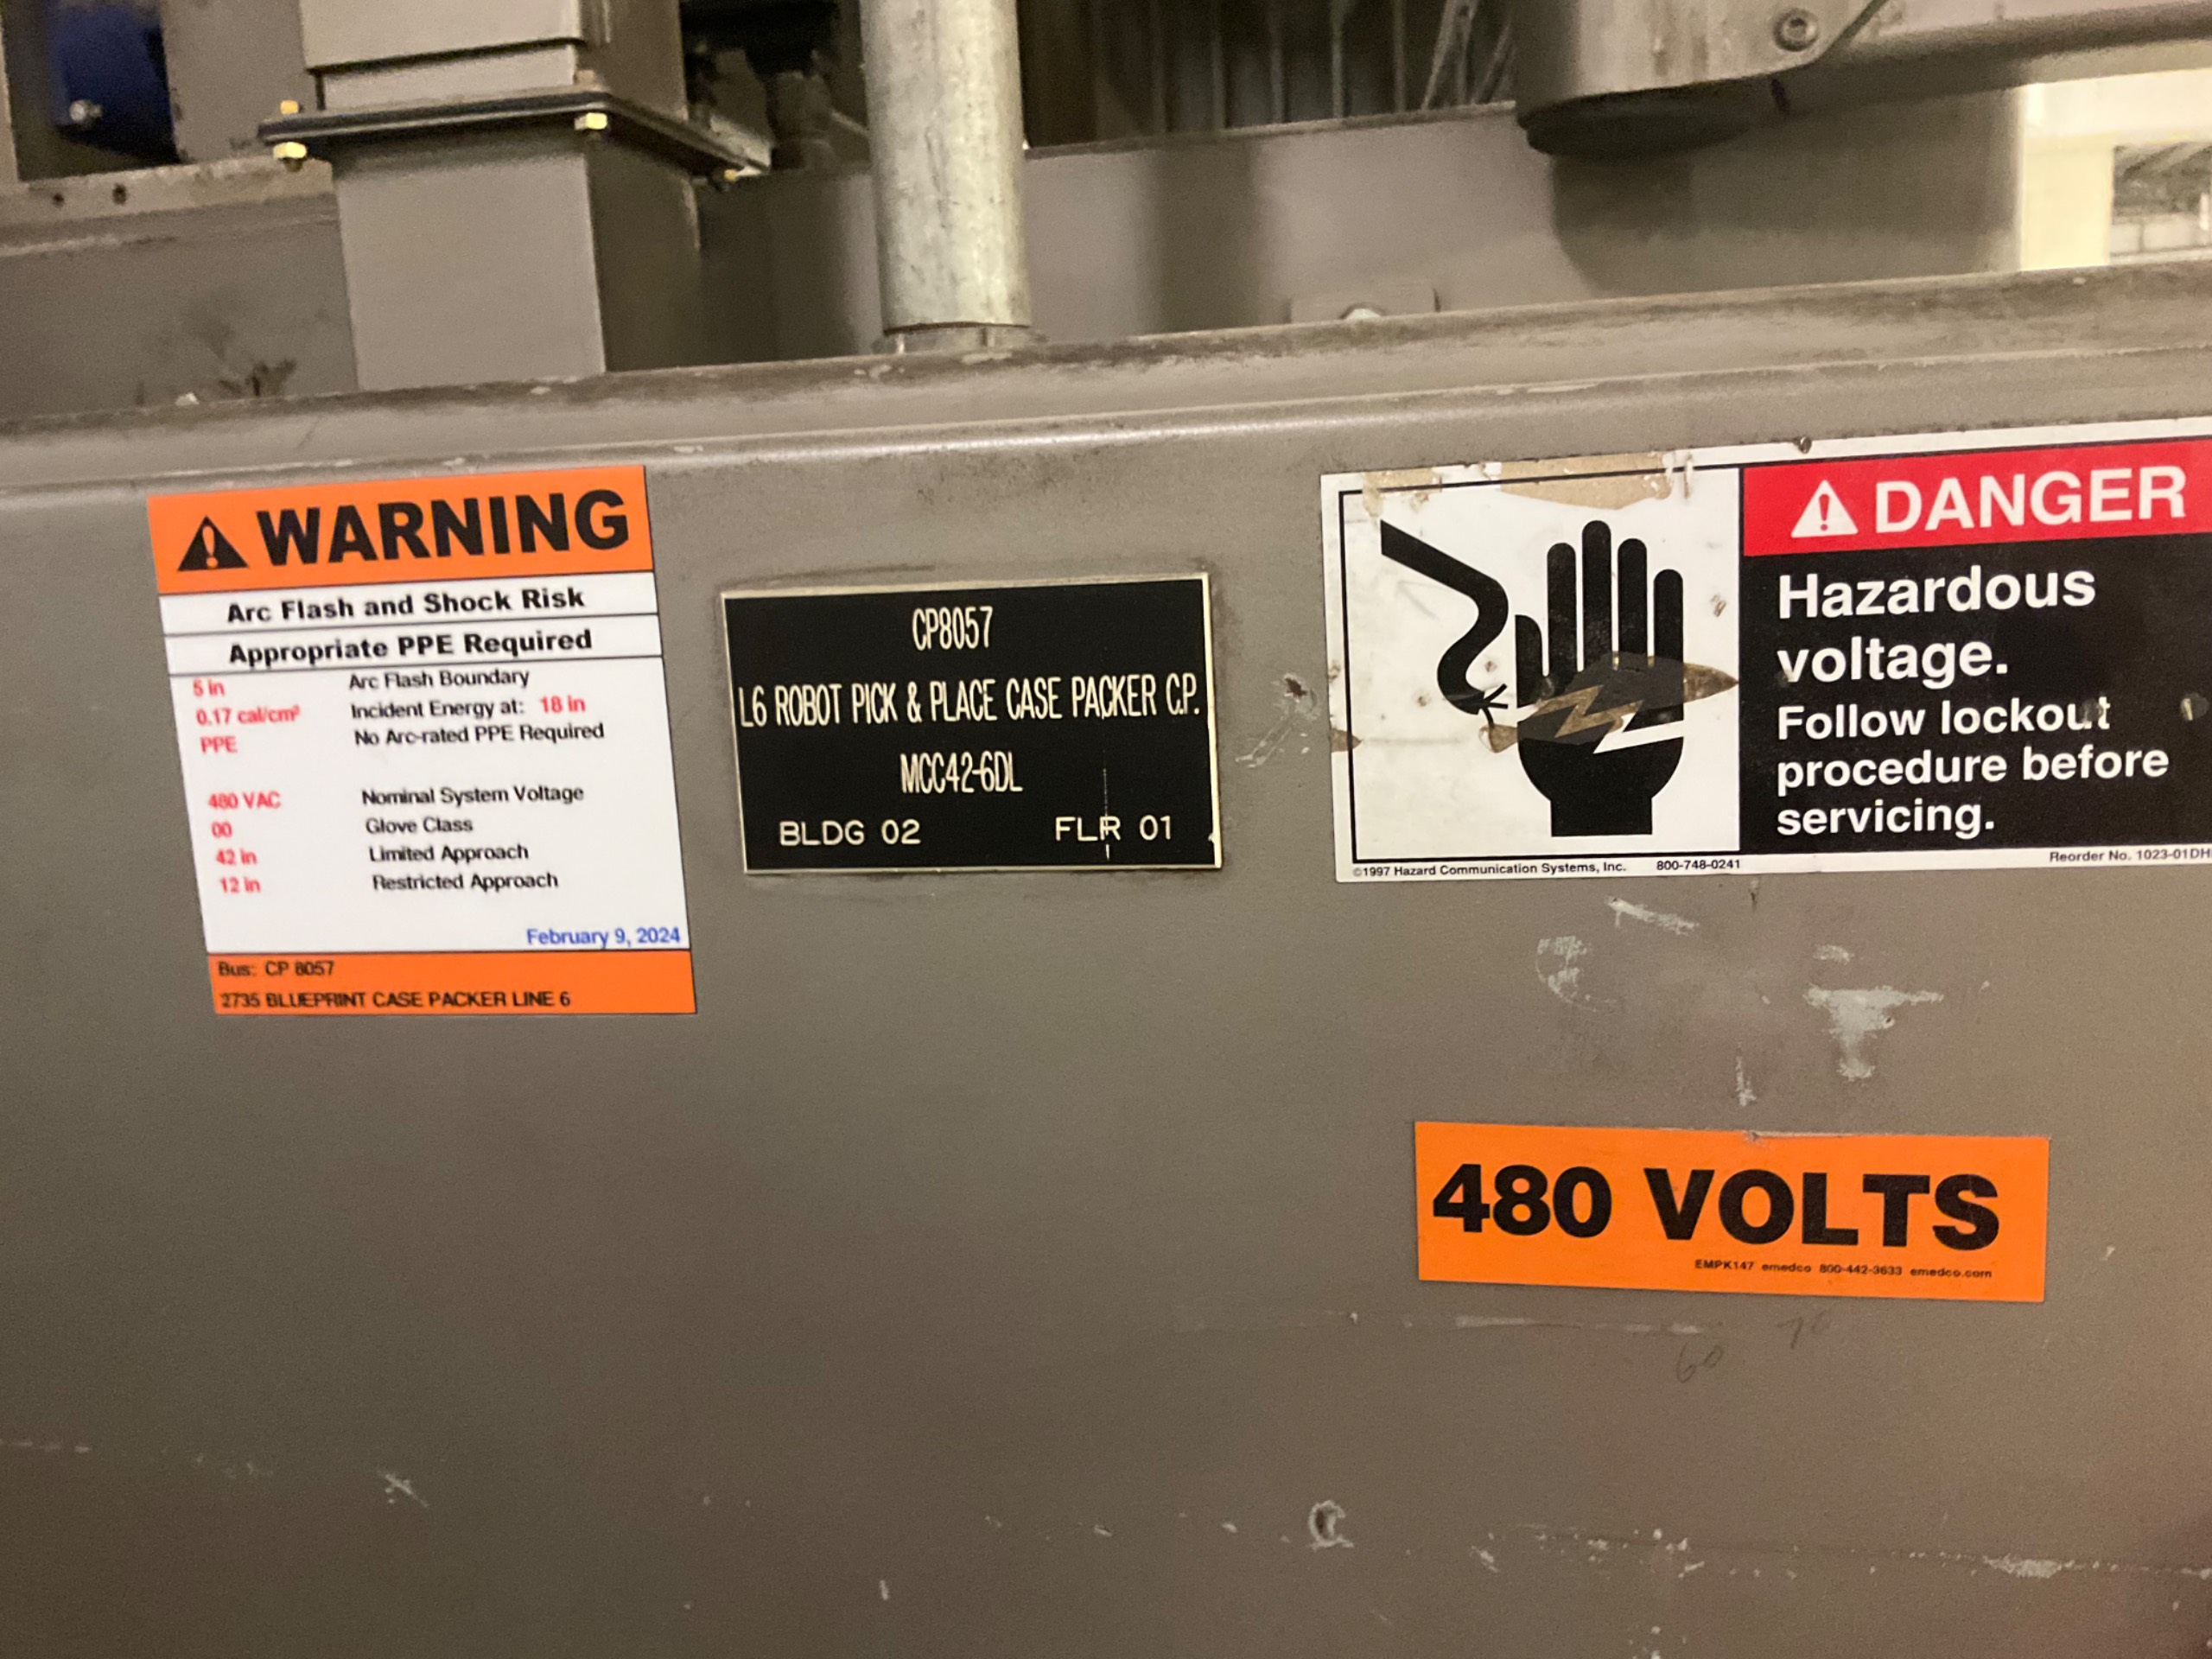 WARNING
Arc Flash and Shock Risk
Appropriate PPE Required
5 in Arc Flash Boundary
0.17 cal/cm² Incident Energy at: 18 in
PPE No Arc-rated PPE Required
480 VAC Nominal System Voltage
00 Glove Class
42 in Limited Approach
12 in Restricted Approach
February 9, 2024
Bus: CP 8057
2735 BLUEPRINT CASE PACKER LINE 6
CP8057
L6 ROBOT PICK & PLACE CASE PACKER C.P.
MCC42-6DL
BLDG 02 FLR 01
DANGER
Hazardous
voltage.
Follow lockout
procedure before
servicing.
©1997 Hazard Communication Systems, Inc. 800-748-0241
Reorder No. 1023-01DH
480 VOLTS
EMPK147 emedco 800-442-3633 emedco.com
60